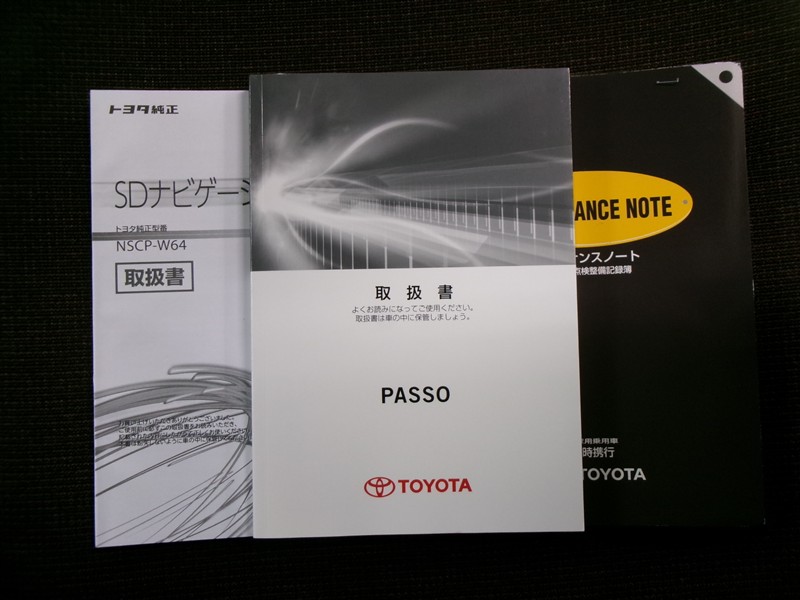 トヨタ純正
SDナビゲーシ
トヨタ純正型番
NSCP-W64
取扱書
取扱書
よくお読みになってご使用ください。
取扱書は車の中に保管しましょう。
PASSO
TOYOTA
ANCE NOTE
ンスノート
点検整備記録簿
用乗用車
時携行
TOYOTA